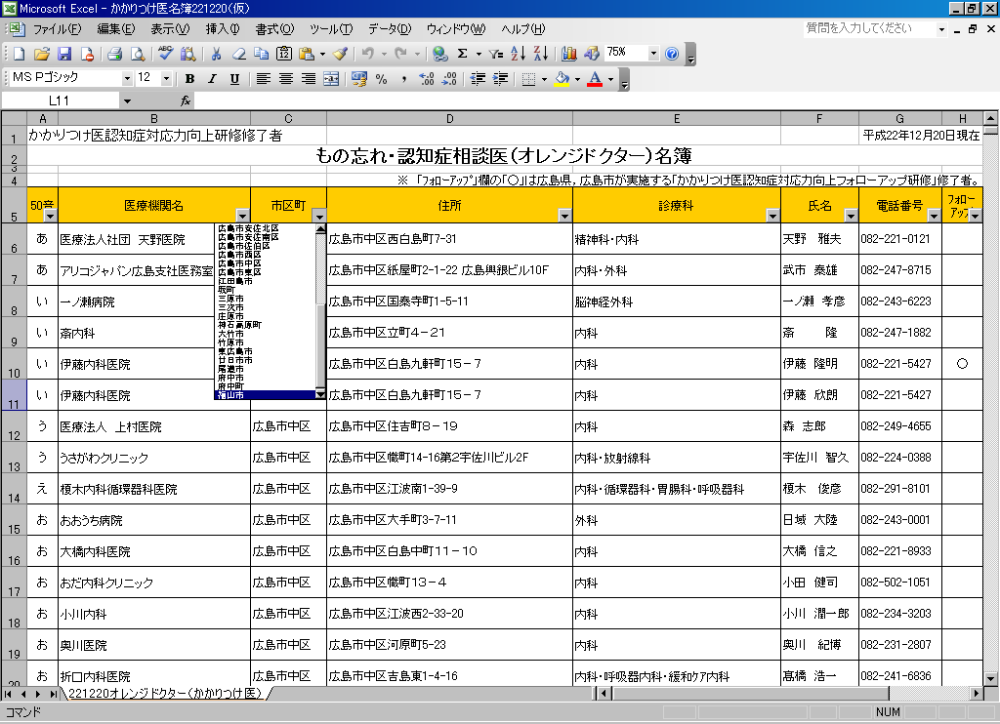 Microsoft Excel - かかりつけ医名簿221220(仮)
ファイル(F) 編集(E) 表示(V) 挿入(I) 書式(O) ツール(T) データ(D) ウィンドウ(W) ヘルプ(H) 質問を入力してください
75%
MS Pゴシック 12 B I U
L11 fx
A B C D E F G H
1 かかりつけ医認知症対応力向上研修修了者 平成22年12月20日現在
2 もの忘れ・認知症相談医(オレンジドクター)名簿
3
4 ※「フォローアップ」欄の「○」は広島県，広島市が実施する「かかりつけ医認知症対応力向上フォローアップ研修」修了者。
5 50音 医療機関名 市区町 住所 診療科 氏名 電話番号 フォローアップ
6 あ 医療法人社団 天野医院 広島市中区西白島町7-31 精神科・内科 天野 雅夫 082-221-0121
7 あ アリコジャパン広島支社医務室 広島市中区紙屋町2-1-22 広島興銀ビル10F 内科・外科 武市 泰雄 082-247-8715
8 い 一ノ瀬病院 広島市中区国泰寺町1-5-11 脳神経外科 一ノ瀬 孝彦 082-243-6223
9 い 斎内科 広島市中区立町4－21 内科 斎 隆 082-247-1882
10 い 伊藤内科医院 広島市中区白島九軒町15－7 内科 伊藤 隆明 082-221-5427 ○
11 い 伊藤内科医院 広島市中区白島九軒町15－7 内科 伊藤 欣朗 082-221-5427
広島市安佐北区
広島市安佐南区
広島市佐伯区
広島市西区
広島市中区
広島市東区
江田島市
坂町
三原市
三次市
庄原市
神石高原町
大竹市
竹原市
東広島市
廿日市市
尾道市
府中市
府中町
福山市
12 う 医療法人 上村医院 広島市中区 広島市中区住吉町8－19 内科 森 志郎 082-249-4655
13 う うさがわクリニック 広島市中区 広島市中区幟町14-16第2宇佐川ビル2F 内科・放射線科 宇佐川 智久 082-224-0388
14 え 榎木内科循環器科医院 広島市中区 広島市中区江波南1-39-9 内科・循環器科・胃腸科・呼吸器科 榎木 俊彦 082-291-8101
15 お おおうち病院 広島市中区 広島市中区大手町3-7-11 外科 日域 大陸 082-243-0001
16 お 大橋内科医院 広島市中区 広島市中区白島中町11－10 内科 大橋 信之 082-221-8933
17 お おだ内科クリニック 広島市中区 広島市中区幟町13－4 内科 小田 健司 082-502-1051
18 お 小川内科 広島市中区 広島市中区江波西2-33-20 内科 小川 潤一郎 082-234-3203
19 お 奥川医院 広島市中区 広島市中区河原町5-23 内科 奥川 紀博 082-231-2807
20 お 折口内科医院 広島市中区 広島市中区吉島東1-4-16 内科・呼吸器内科・緩和ケア内科 髙橋 浩一 082-241-6836
221220オレンジドクター(かかりつけ医)
コマンド NUM